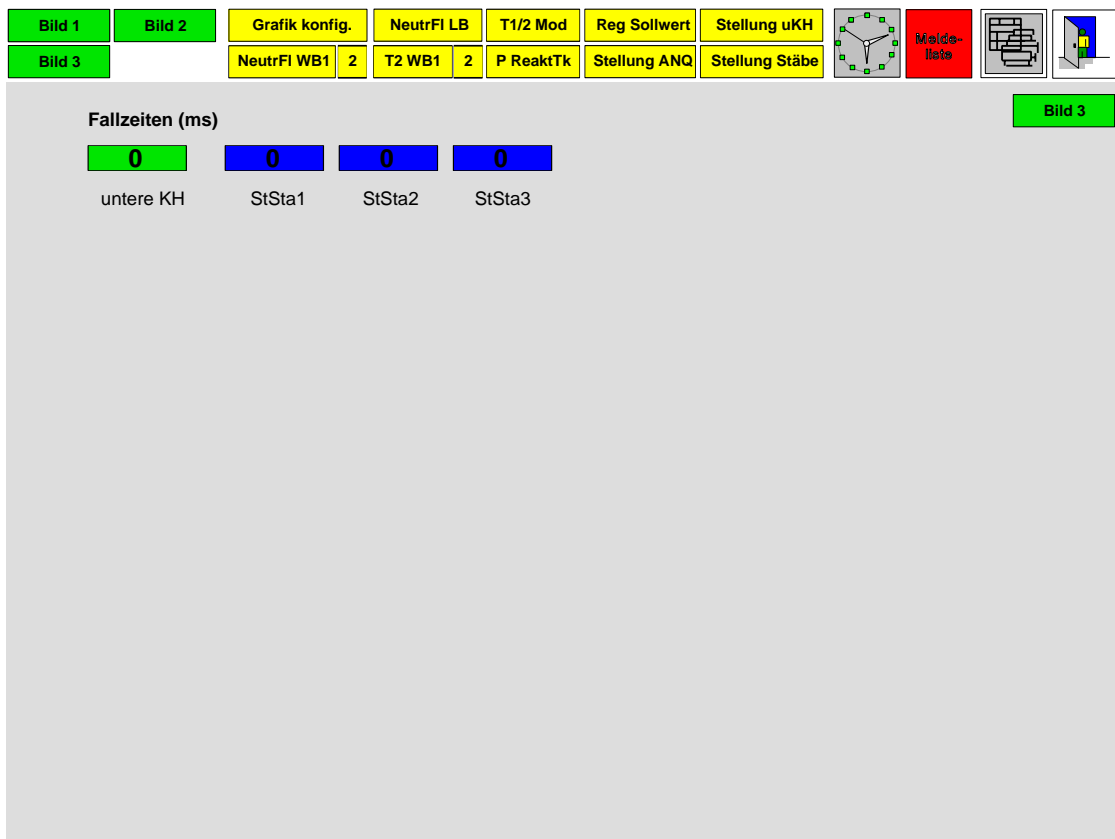 Bild 1 Bild 2 Grafik konfig. NeutrFl LB T1/2 Mod Reg Sollwert Stellung uKH
Melde-
liste
Bild 3 NeutrFl WB1 2 T2 WB1 2 P ReaktTk Stellung ANQ Stellung Stäbe
Bild 3
Fallzeiten (ms)
0 0 0 0
untere KH StSta1 StSta2 StSta3